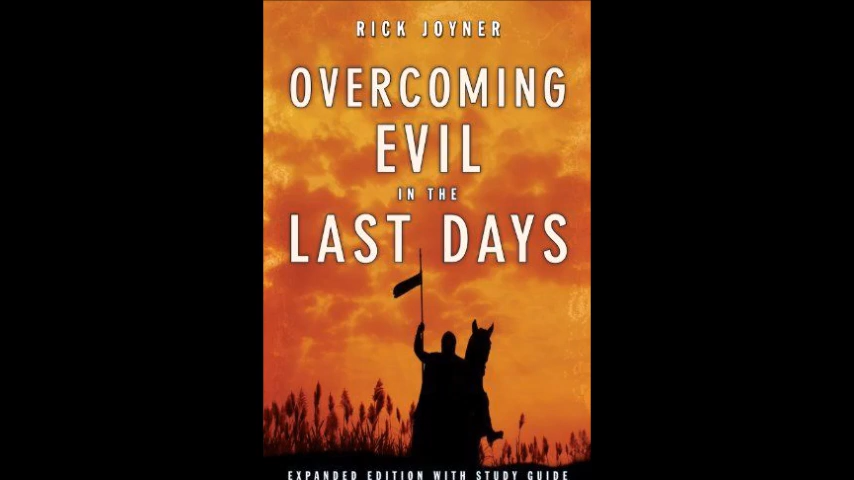 RICK JOYNER
OVERCOMING
EVIL
IN THE
LAST DAYS
EXPANDED EDITION WITH STUDY GUIDE